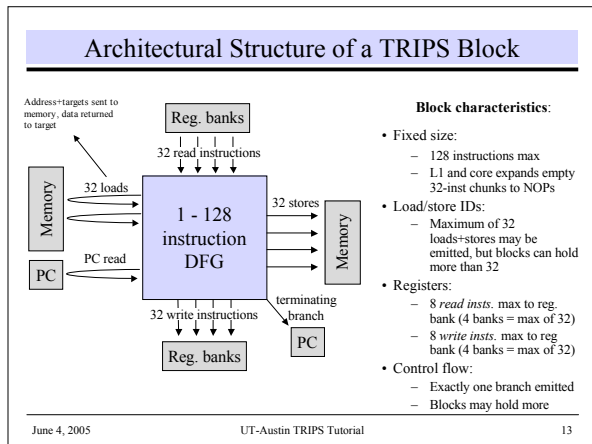 Architectural Structure of a TRIPS Block
Address+targets sent to
memory, data returned
to target
Reg. banks
32 read instructions
32 loads
Memory
PC read
PC
1 - 128
instruction
DFG
32 stores
Memory
32 write instructions
Reg. banks
terminating
branch
PC
Block characteristics:
• Fixed size:
– 128 instructions max
– L1 and core expands empty
32-inst chunks to NOPs
• Load/store IDs:
– Maximum of 32
loads+stores may be
emitted, but blocks can hold
more than 32
• Registers:
– 8 read insts. max to reg.
bank (4 banks = max of 32)
– 8 write insts. max to reg
bank (4 banks = max of 32)
• Control flow:
– Exactly one branch emitted
– Blocks may hold more
June 4, 2005
UT-Austin TRIPS Tutorial
13